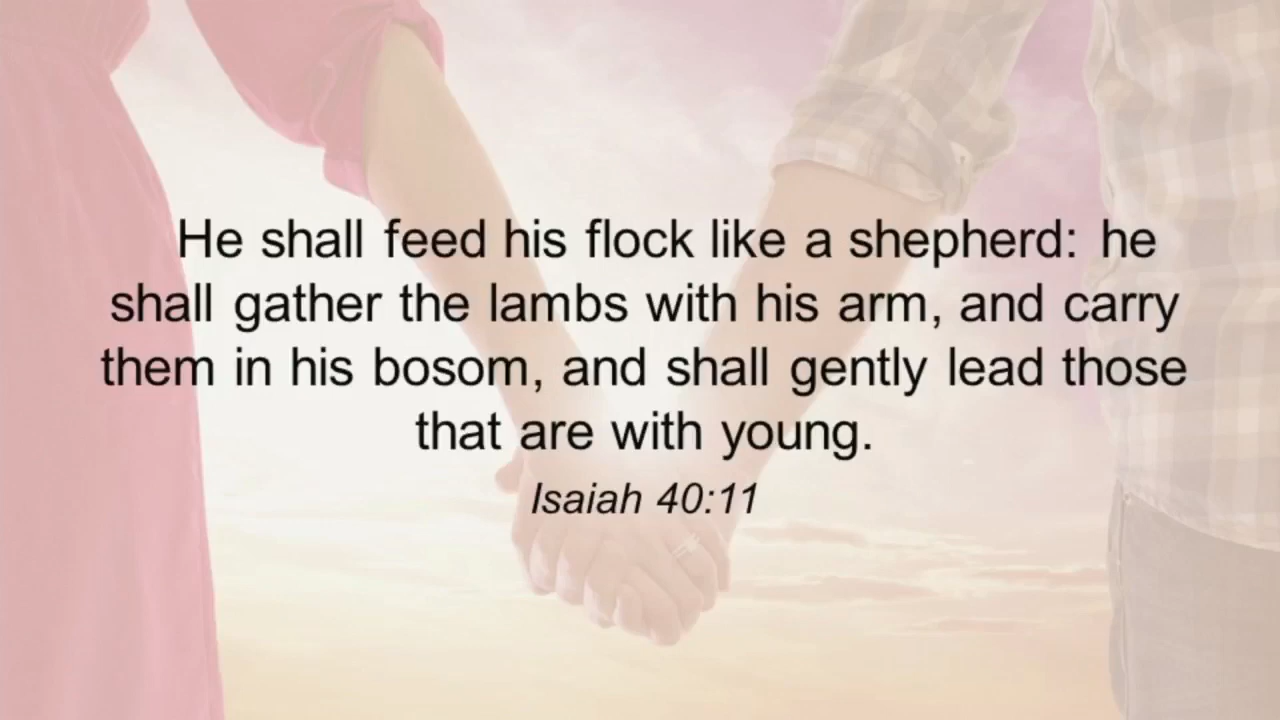 He shall feed his flock like a shepherd: he
shall gather the lambs with his arm, and carry
them in his bosom, and shall gently lead those
that are with young.
Isaiah 40:11